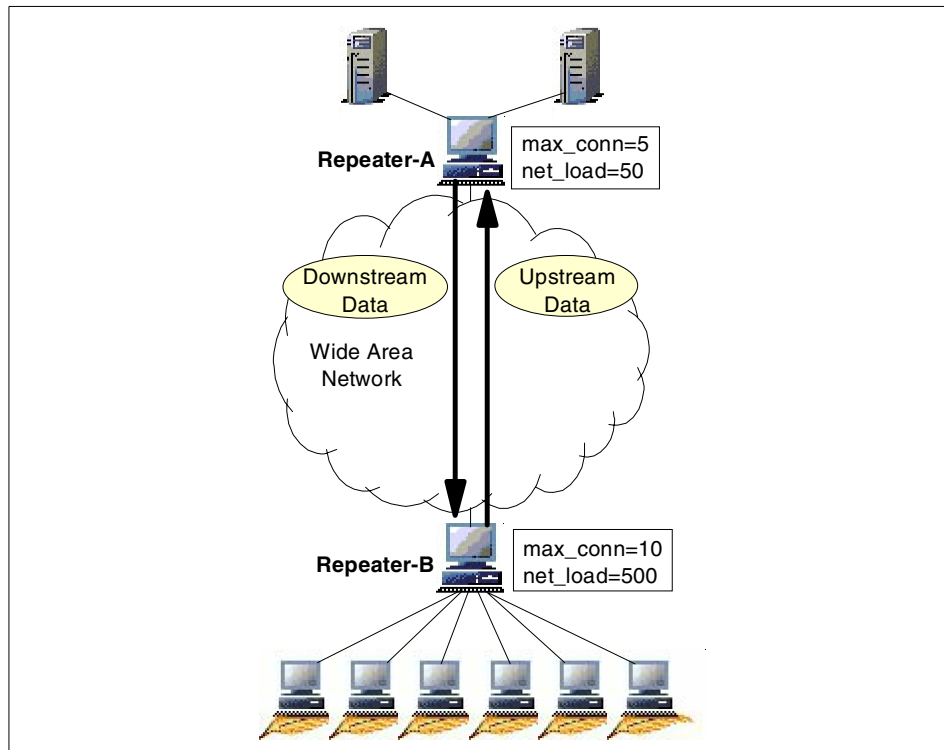 Repeater-A
max_conn=5
net_load=50
Downstream
Data
Upstream
Data
Wide Area
Network
Repeater-B
max_conn=10
net_load=500